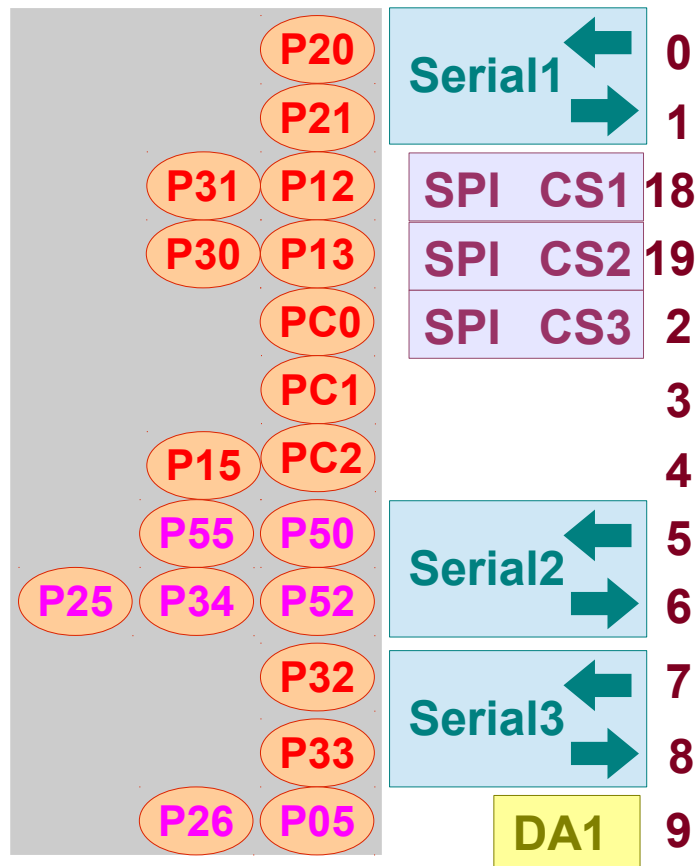 P20 0
Serial1
P21 1
P31 P12 SPI CS1 18
P30 P13 SPI CS2 19
PC0 SPI CS3 2
PC1 3
P15 PC2 4
P55 P50 5
Serial2
P25 P34 P52 6
P32 7
Serial3
P33 8
P26 P05 DA1 9